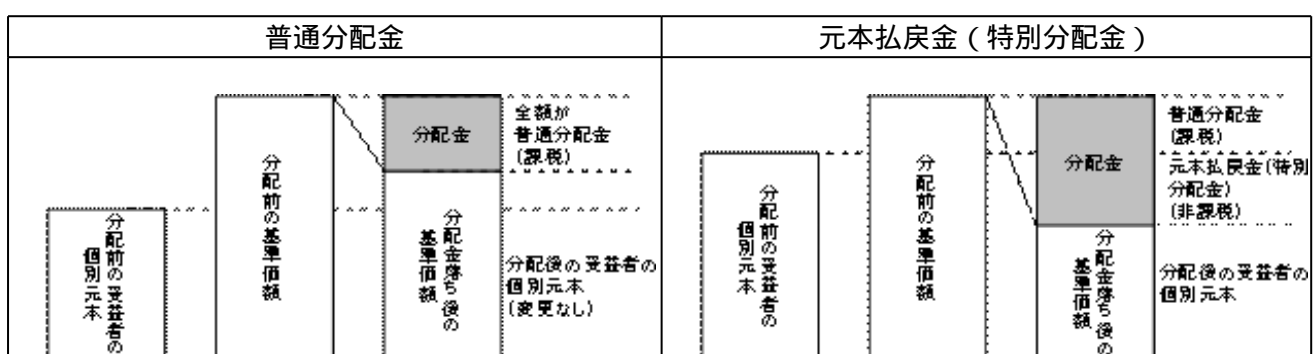 普通分配金
元本払戻金（特別分配金）
分配前の受益者の
個別元本
分配前の基準価額
分配金
分配金落ち後の
基準価額
全額が
普通分配金
(課税)
分配後の受益者の
個別元本
(変更なし)
分配前の受益者の
個別元本
分配前の基準価額
分配金
分配金落ち後の
基準価額
普通分配金
(課税)
元本払戻金(特別
分配金)
(非課税)
分配後の受益者の
個別元本